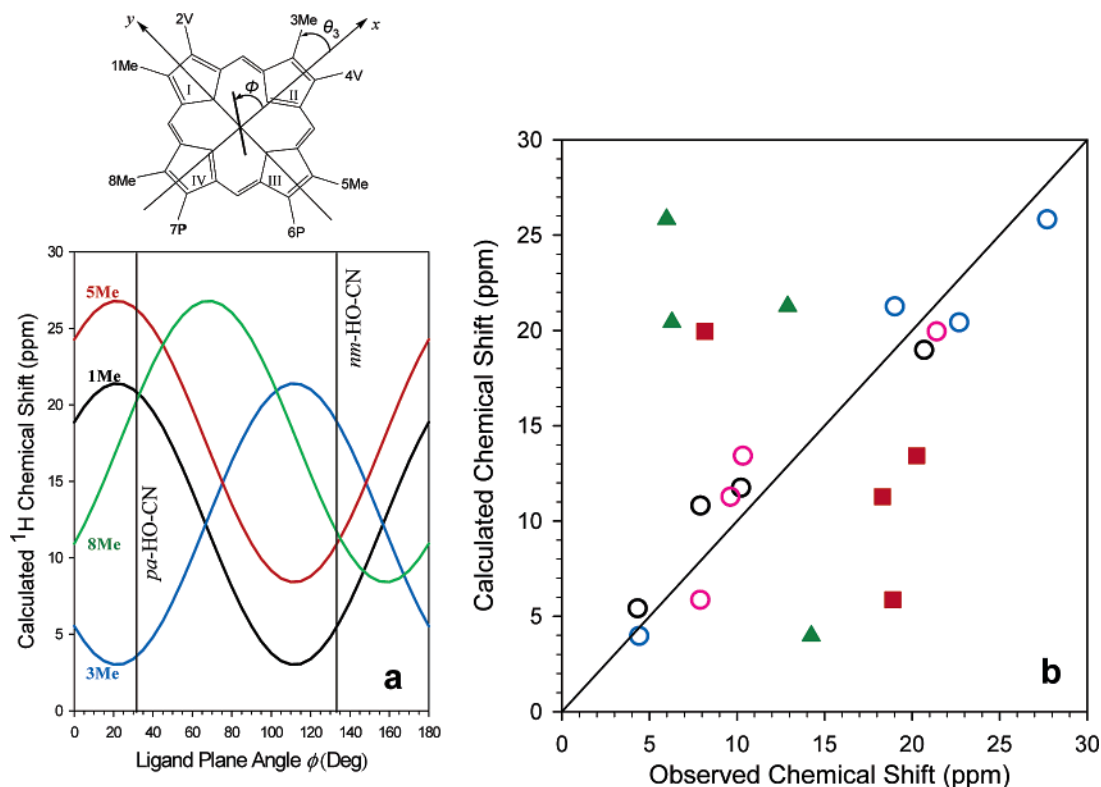 y
2V
3Me
θ3
x
1Me
4V
I
ϕ
II
8Me
IV
III
5Me
7P
6P
30
25
20
15
10
5
0
Calculated 1H Chemical Shift (ppm)
5Me
1Me
8Me
3Me
pa-HO-CN
nm-HO-CN
a
0 20 40 60 80 100 120 140 160 180
Ligand Plane Angle ϕ(Deg)
30
25
20
15
10
5
0
Calculated Chemical Shift (ppm)
b
0 5 10 15 20 25 30
Observed Chemical Shift (ppm)